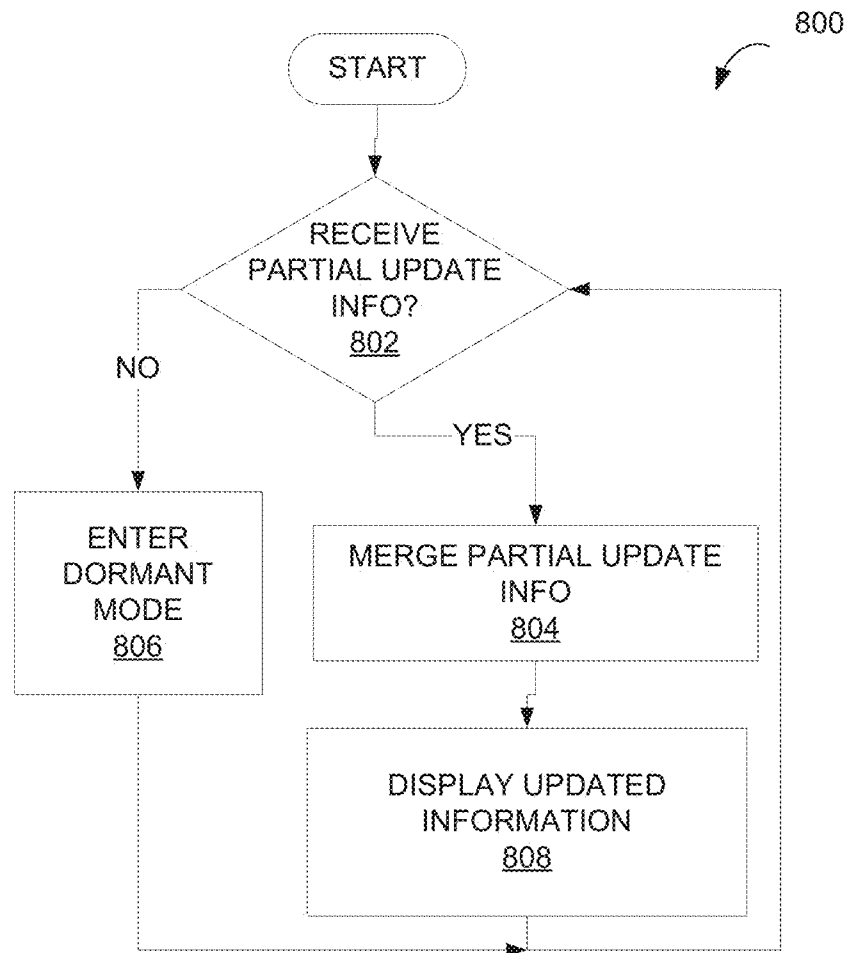 800
START
RECEIVE
PARTIAL UPDATE
INFO?
802
NO
YES
ENTER
DORMANT
MODE
806
MERGE PARTIAL UPDATE
INFO
804
DISPLAY UPDATED
INFORMATION
808